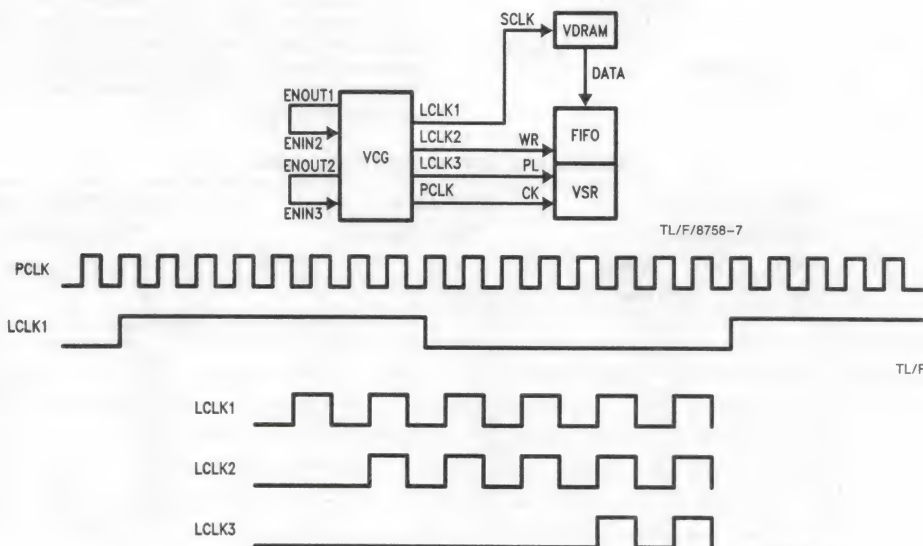 SCLK
VDRAM
DATA
ENOUT1
ENIN2
ENOUT2
ENIN3
VCG
LCLK1
LCLK2
LCLK3
PCLK
WR
PL
CK
FIFO
VSR
TL/F/8758-7
PCLK
LCLK1
TL/F
LCLK1
LCLK2
LCLK3